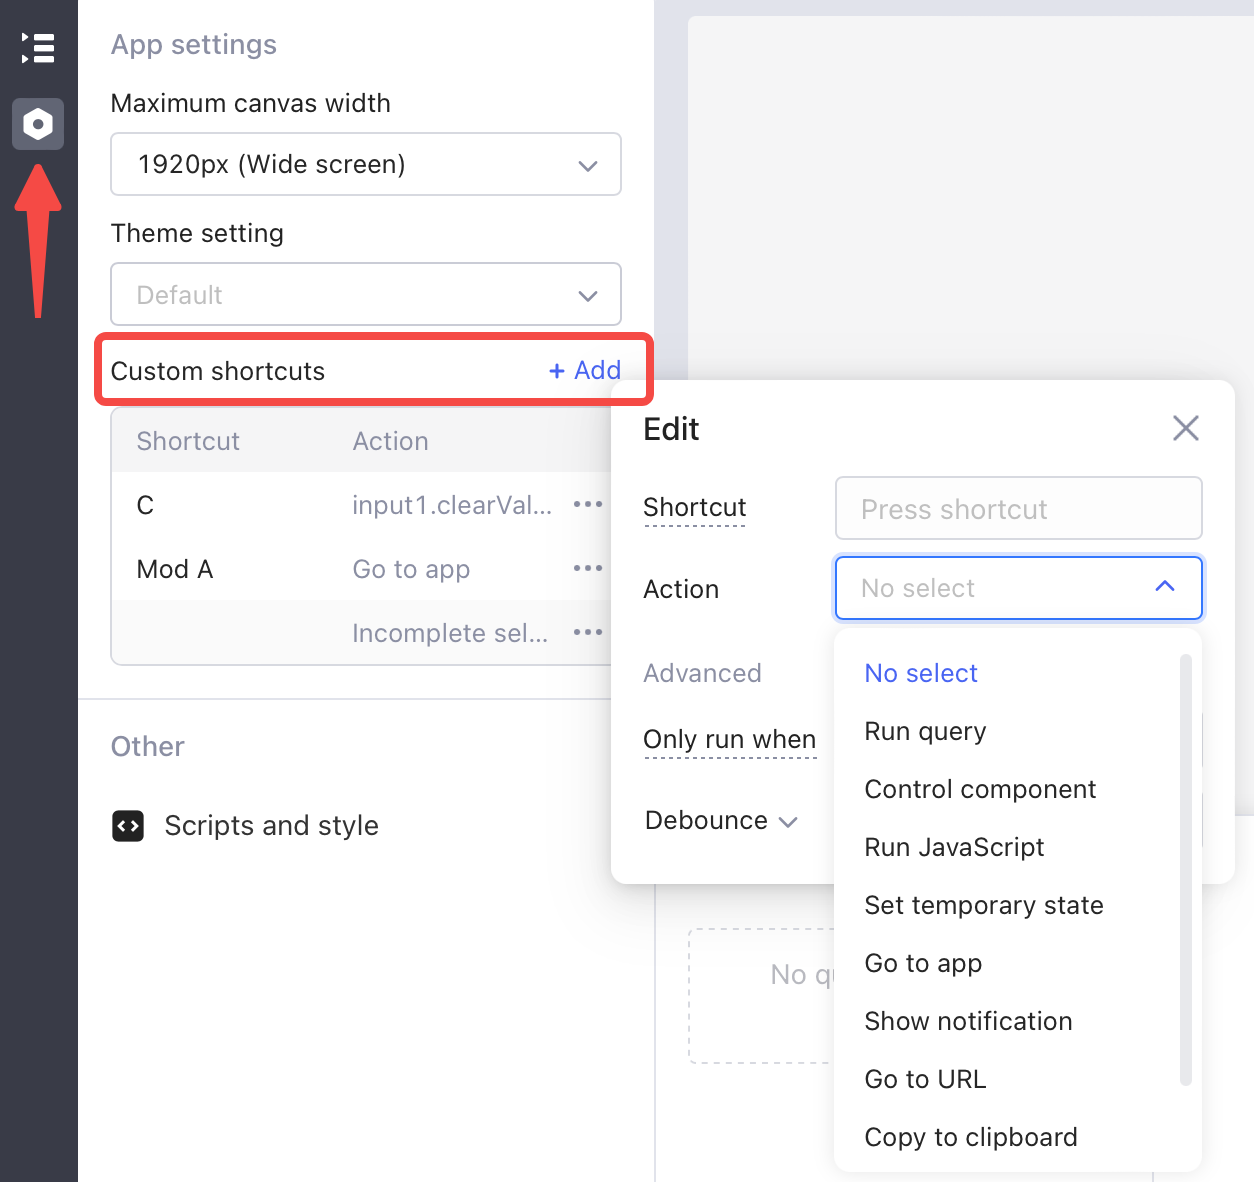 App settings
Maximum canvas width
1920px (Wide screen)
Theme setting
Default
Custom shortcuts
+ Add
Shortcut Action
C input1.clearVal...
Mod A Go to app
Incomplete sel...
Other
Scripts and style
Edit
Shortcut
Press shortcut
Action
No select
Advanced
Only run when
Debounce
No select
Run query
Control component
Run JavaScript
Set temporary state
Go to app
Show notification
Go to URL
Copy to clipboard
No